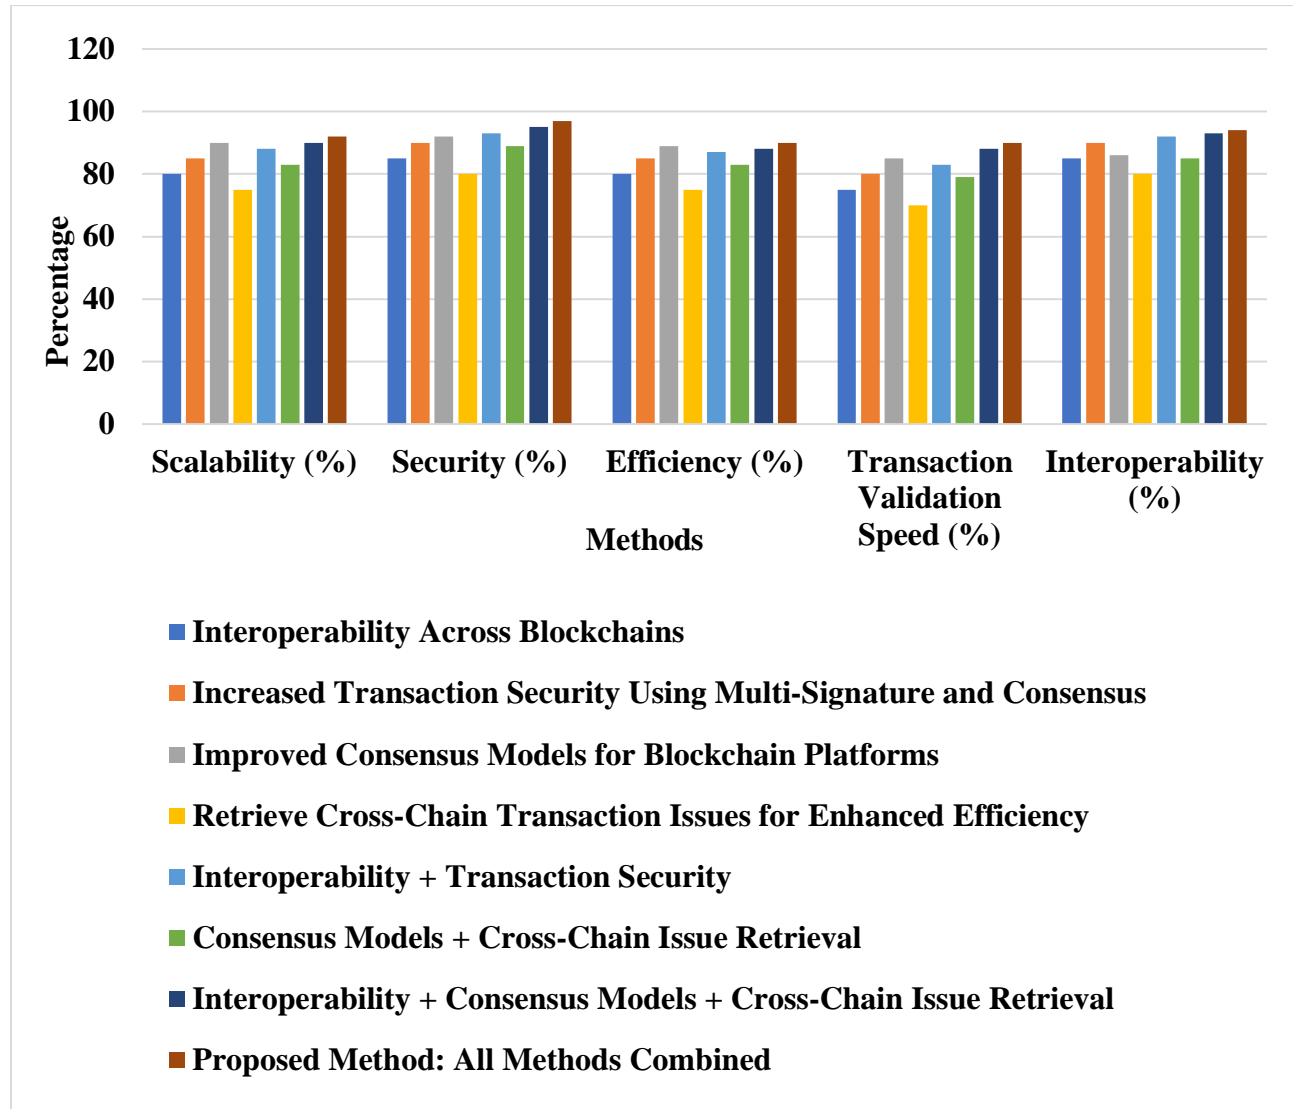 120
100
80
60
40
20
0
Percentage
Scalability (%)
Security (%)
Efficiency (%)
Transaction
Validation
Speed (%)
Interoperability
(%)
Methods
Interoperability Across Blockchains
Increased Transaction Security Using Multi-Signature and Consensus
Improved Consensus Models for Blockchain Platforms
Retrieve Cross-Chain Transaction Issues for Enhanced Efficiency
Interoperability + Transaction Security
Consensus Models + Cross-Chain Issue Retrieval
Interoperability + Consensus Models + Cross-Chain Issue Retrieval
Proposed Method: All Methods Combined